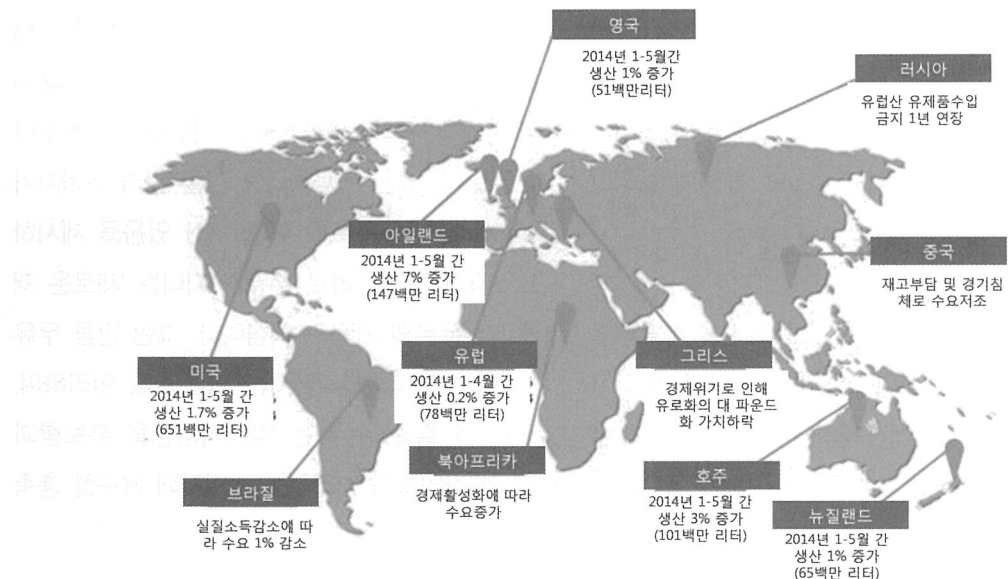 영국
2014년 1-5월간
생산 1% 증가
(51백만리터)
러시아
유럽산 유제품수입
금지 1년 연장
아일랜드
2014년 1-5월 간
생산 7% 증가
(147백만 리터)
중국
재고부담 및 경기침
체로 수요저조
미국
2014년 1-5월 간
생산 1.7% 증가
(651백만 리터)
유럽
2014년 1-4월 간
생산 0.2% 증가
(78백만 리터)
그리스
경제위기로 인해
유로화의 대 파운드
화 가치하락
브라질
실질소득감소에 따
라 수요 1% 감소
북아프리카
경제활성화에 따라
수요증가
호주
2014년 1-5월 간
생산 3% 증가
(101백만 리터)
뉴질랜드
2014년 1-5월 간
생산 1% 증가
(65백만 리터)